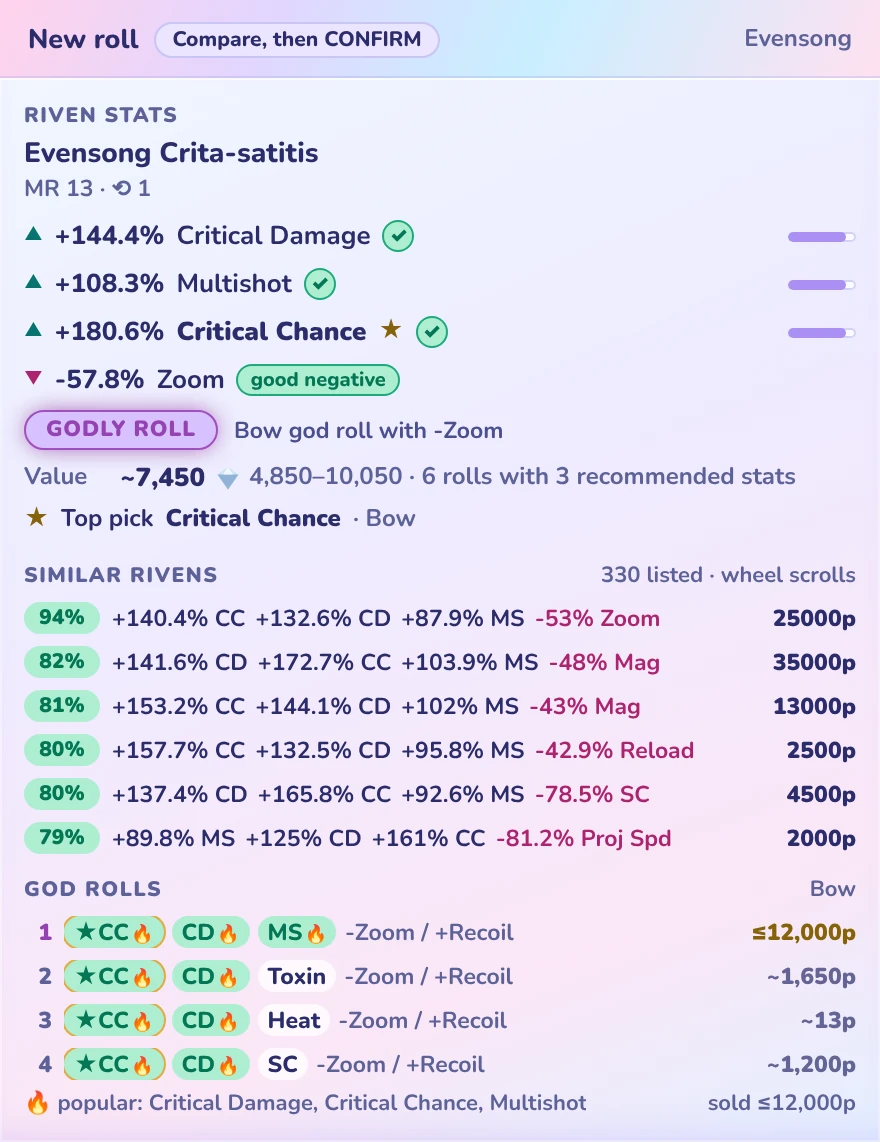 New roll Compare, then CONFIRM Evensong
RIVEN STATS
Evensong Crita-satitis
MR 13 · ⟲ 1
▲ +144.4% Critical Damage ✓
▲ +108.3% Multishot ✓
▲ +180.6% Critical Chance ★ ✓
▼ -57.8% Zoom good negative
GODLY ROLL Bow god roll with -Zoom
Value ~7,450 4,850–10,050 · 6 rolls with 3 recommended stats
★ Top pick Critical Chance · Bow
SIMILAR RIVENS 330 listed · wheel scrolls
94% +140.4% CC +132.6% CD +87.9% MS -53% Zoom 25000p
82% +141.6% CD +172.7% CC +103.9% MS -48% Mag 35000p
81% +153.2% CC +144.1% CD +102% MS -43% Mag 13000p
80% +157.7% CC +132.5% CD +95.8% MS -42.9% Reload 2500p
80% +137.4% CD +165.8% CC +92.6% MS -78.5% SC 4500p
79% +89.8% MS +125% CD +161% CC -81.2% Proj Spd 2000p
GOD ROLLS Bow
1 ★CC🔥 CD🔥 MS🔥 -Zoom / +Recoil ≤12,000p
2 ★CC🔥 CD🔥 Toxin -Zoom / +Recoil ~1,650p
3 ★CC🔥 CD🔥 Heat -Zoom / +Recoil ~13p
4 ★CC🔥 CD🔥 SC -Zoom / +Recoil ~1,200p
🔥 popular: Critical Damage, Critical Chance, Multishot sold ≤12,000p